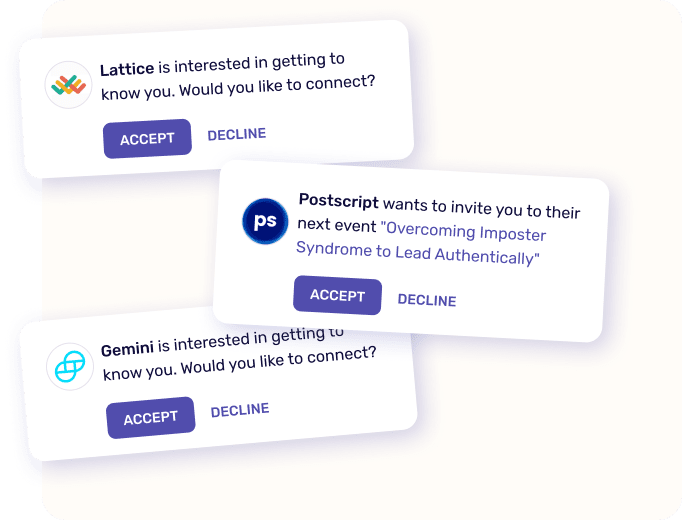 Lattice is interested in getting to
know you. Would you like to connect?
ACCEPT DECLINE
ps
Postscript wants to invite you to their
next event "Overcoming Imposter
Syndrome to Lead Authentically"
ACCEPT DECLINE
Gemini is interested in getting to
know you. Would you like to connect?
ACCEPT DECLINE